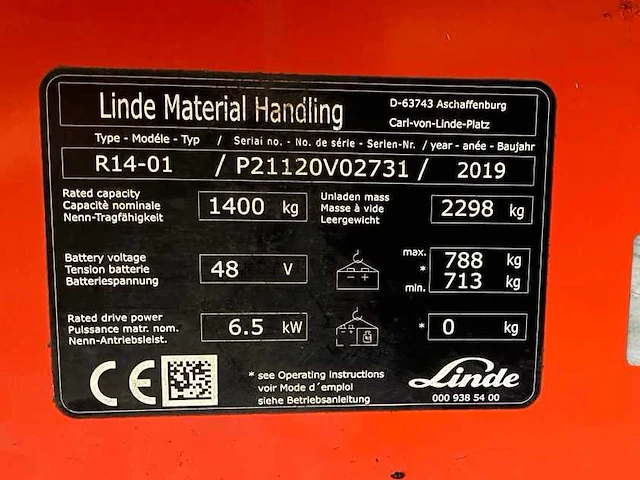 Linde Material Handling
D-63743 Aschaffenburg
Carl-von-Linde-Platz
Type - Modéle - Typ / Serial no. - No. de série - Serien-Nr. / year - anée - Baujahr
R14-01 / P21120V02731 / 2019
Rated capacity
Capacité nominale
Nenn-Tragfähigkeit
1400 kg
Unladen mass
Masse à vide
Leergewicht
2298 kg
Battery voltage
Tension batterie
Batteriespannung
48 V
max. 788 kg
*
min. 713 kg
Rated drive power
Puissance matr. nom.
Nenn-Antriebsleist.
6.5 kW
* 0 kg
CE
* see Operating instructions
voir Mode d´emploi
siehe Betriebsanleitung
Linde
000 938 54 00